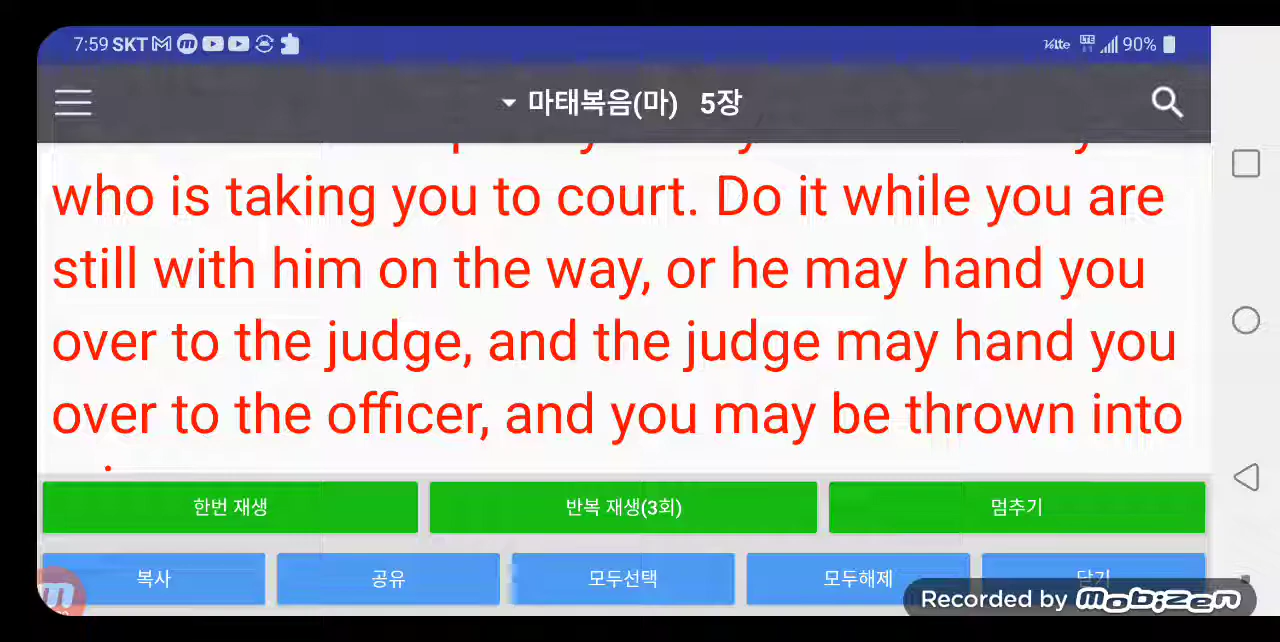 7:59 SKT
Volte LTE 90%
마태복음(마) 5장
who is taking you to court. Do it while you are
still with him on the way, or he may hand you
over to the judge, and the judge may hand you
over to the officer, and you may be thrown into
한번 재생 반복 재생(3회) 멈추기
복사 공유 모두선택 모두해제 닫기
Recorded by mobizen